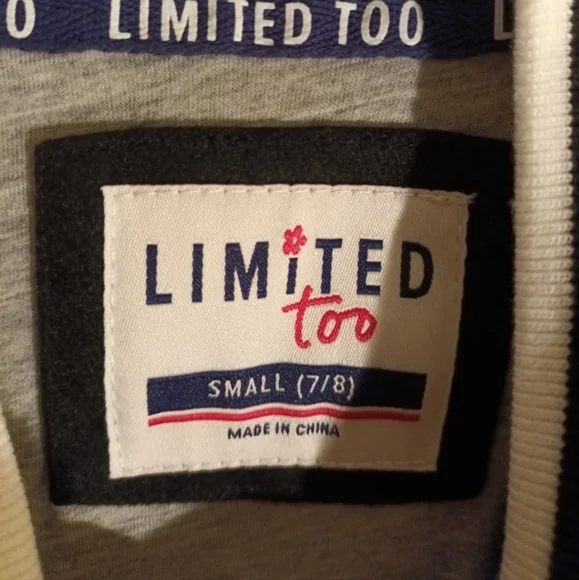 LIMITED TOO
LIMiTED
too
SMALL (7/8)
MADE IN CHINA